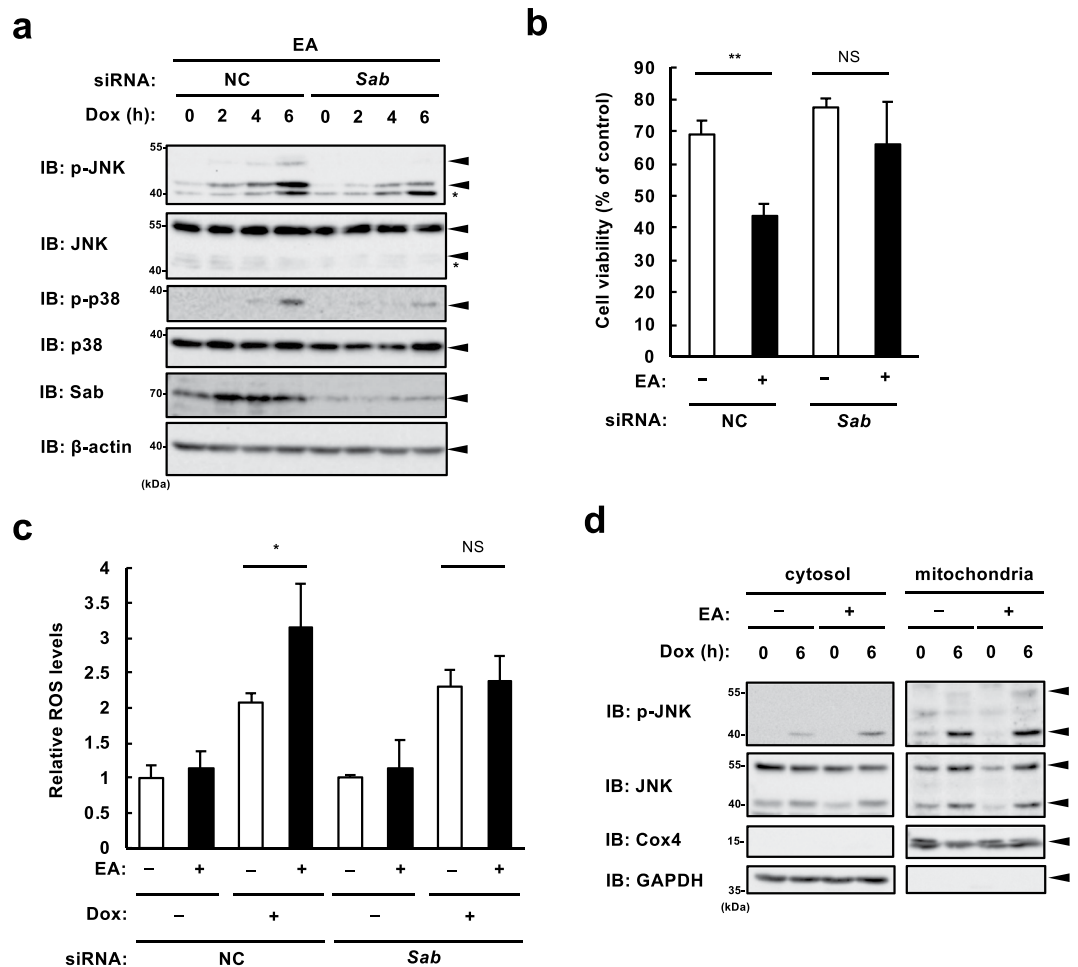 a
EA
siRNA: NC Sab
Dox (h): 0 2 4 6 0 2 4 6
IB: p-JNK
55
40
*
IB: JNK
55
40
*
IB: p-p38
40
IB: p38
40
IB: Sab
70
IB: β-actin
40
(kDa)
b
** NS
Cell viability (% of control)
90
80
70
60
50
40
30
20
10
0
EA: – + – +
siRNA: NC Sab
c
* NS
Relative ROS levels
4
3.5
3
2.5
2
1.5
1
0.5
0
EA: – + – + – + – +
Dox: – + – +
siRNA: NC Sab
d
cytosol mitochondria
EA: – + – +
Dox (h): 0 6 0 6 0 6 0 6
IB: p-JNK
55
40
IB: JNK
55
40
IB: Cox4
15
IB: GAPDH
35
(kDa)